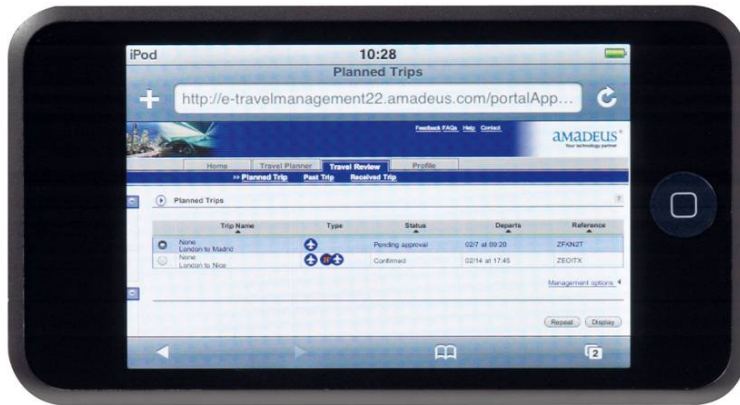 iPod 10:28
Planned Trips
http://e-travelmanagement22.amadeus.com/portalApp...
Feedback FAQs Help Contact
amadeus
Your technology partner
Home Travel Planner Travel Review Profile
>> Planned Trip Past Trip Received Trip
Planned Trips ?
Trip Name Type Status Departs Reference
None
London to Madrid Pending approval 02/7 at 09:20 ZFKNZT
None
London to Nice Confirmed 02/14 at 17:45 ZEOITX
Management options
Repeat Display
2